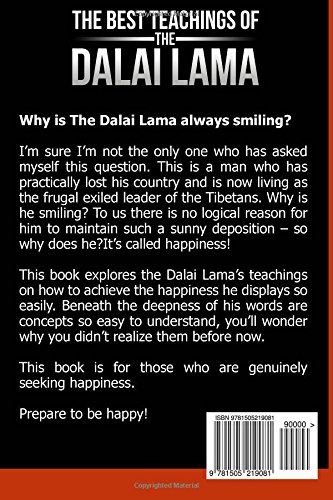 THE BEST TEACHINGS OF
THE
DALAI LAMA
Why is The Dalai Lama always smiling?
I'm sure I'm not the only one who has asked
myself this question. This is a man who has
practically lost his country and is now living as
the frugal exiled leader of the Tibetans. Why is
he smiling? To us there is no logical reason for
him to maintain such a sunny deposition – so
why does he?It's called happiness!
This book explores the Dalai Lama's teachings
on how to achieve the happiness he displays so
easily. Beneath the deepness of his words are
concepts so easy to understand, you'll wonder
why you didn't realize them before now.
This book is for those who are genuinely
seeking happiness.
Prepare to be happy!
ISBN 9781505219081
90000 >
9 781505 219081
Copyrighted Material